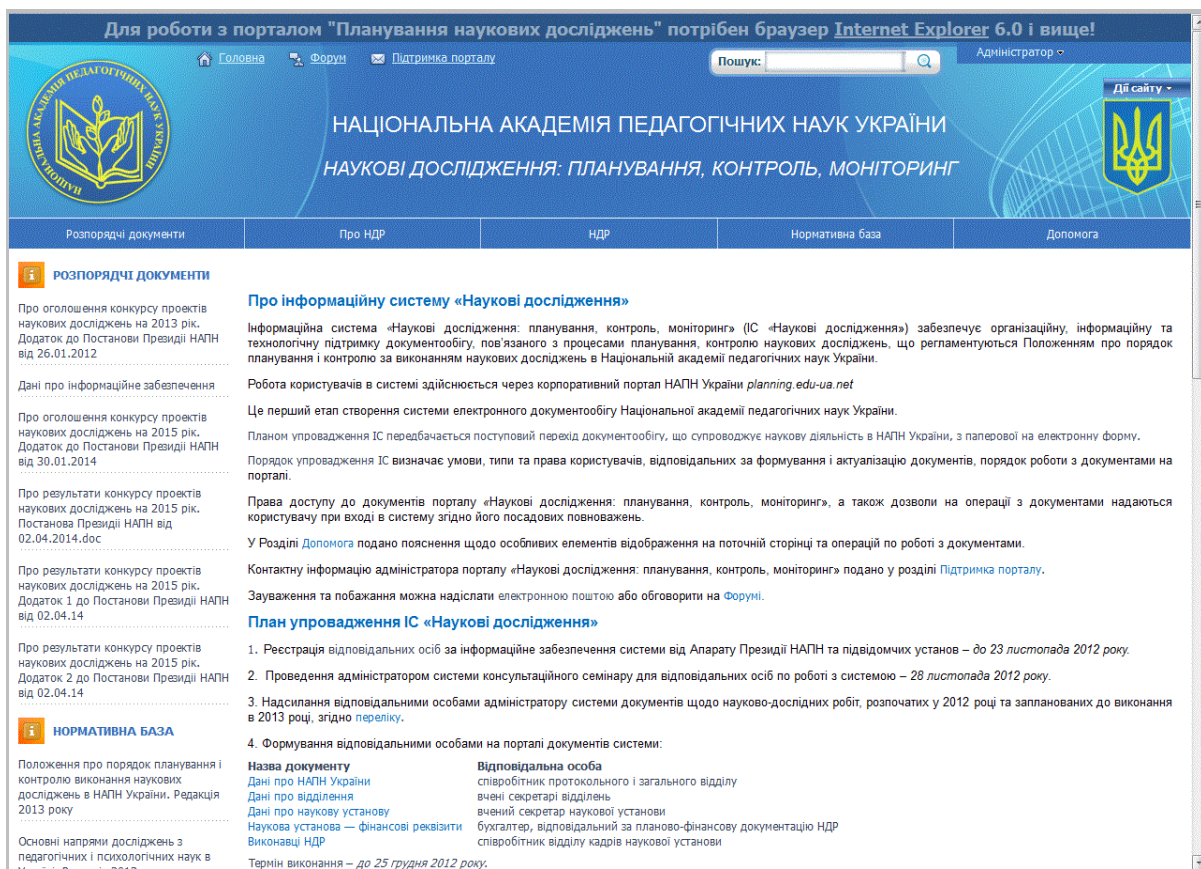 Для роботи з порталом "Планування наукових досліджень" потрібен браузер Internet Explorer 6.0 і вище!
Головна Форум Підтримка порталу
Пошук:
Адміністратор
Дії сайту
НАЦІОНАЛЬНА АКАДЕМІЯ ПЕДАГОГІЧНИХ НАУК УКРАЇНИ
НАЦІОНАЛЬНА АКАДЕМІЯ ПЕДАГОГІЧНИХ НАУК УКРАЇНИ
НАУКОВІ ДОСЛІДЖЕННЯ: ПЛАНУВАННЯ, КОНТРОЛЬ, МОНІТОРИНГ
Розпорядчі документи Про НДР НДР Нормативна база Допомога
РОЗПОРЯДЧІ ДОКУМЕНТИ
Про оголошення конкурсу проектів
наукових досліджень на 2013 рік.
Додаток до Постанови Президії НАПН
від 26.01.2012
Дані про інформаційне забезпечення
Про оголошення конкурсу проектів
наукових досліджень на 2015 рік.
Додаток до Постанови Президії НАПН
від 30.01.2014
Про результати конкурсу проектів
наукових досліджень на 2015 рік.
Постанова Президії НАПН від
02.04.2014.doc
Про результати конкурсу проектів
наукових досліджень на 2015 рік.
Додаток 1 до Постанови Президії НАПН
від 02.04.14
Про результати конкурсу проектів
наукових досліджень на 2015 рік.
Додаток 2 до Постанови Президії НАПН
від 02.04.14
НОРМАТИВНА БАЗА
Положення про порядок планування і
контролю виконання наукових
досліджень в НАПН України. Редакція
2013 року
Основні напрями досліджень з
педагогічних і психологічних наук в
Про інформаційну систему «Наукові дослідження»
Інформаційна система «Наукові дослідження: планування, контроль, моніторинг» (ІС «Наукові дослідження») забезпечує організаційну, інформаційну та
технологічну підтримку документообігу, пов'язаного з процесами планування, контролю наукових досліджень, що регламентуються Положенням про порядок
планування і контролю за виконанням наукових досліджень в Національній академії педагогічних наук України.
Робота користувачів в системі здійснюється через корпоративний портал НАПН України planning.edu-ua.net
Це перший етап створення системи електронного документообігу Національної академії педагогічних наук України.
Планом упровадження ІС передбачається поступовий перехід документообігу, що супроводжує наукову діяльність в НАПН України, з паперової на електронну форму.
Порядок упровадження ІС визначає умови, типи та права користувачів, відповідальних за формування і актуалізацію документів, порядок роботи з документами на
порталі.
Права доступу до документів порталу «Наукові дослідження: планування, контроль, моніторинг», а також дозволи на операції з документами надаються
користувачу при вході в систему згідно його посадових повноважень.
У Розділі Допомога подано пояснення щодо особливих елементів відображення на поточній сторінці та операцій по роботі з документами.
Контактну інформацію адміністратора порталу «Наукові дослідження: планування, контроль, моніторинг» подано у розділі Підтримка порталу.
Зауваження та побажання можна надіслати електронною поштою або обговорити на Форумі.
План упровадження ІС «Наукові дослідження»
1. Реєстрація відповідальних осіб за інформаційне забезпечення системи від Апарату Президії НАПН та підвідомчих установ – до 23 листопада 2012 року.
2. Проведення адміністратором системи консультаційного семінару для відповідальних осіб по роботі з системою – 28 листопада 2012 року.
3. Надсилання відповідальними особами адміністратору системи документів щодо науково-дослідних робіт, розпочатих у 2012 році та запланованих до виконання
в 2013 році, згідно переліку.
4. Формування відповідальними особами на порталі документів системи:
Назва документу Відповідальна особа
Дані про НАПН України співробітник протокольного і загального відділу
Дані про відділення вчені секретарі відділень
Дані про наукову установу вчений секретар наукової установи
Наукова установа — фінансові реквізити бухгалтер, відповідальний за планово-фінансову документацію НДР
Виконавці НДР співробітник відділу кадрів наукової установи
Термін виконання – до 25 грудня 2012 року.